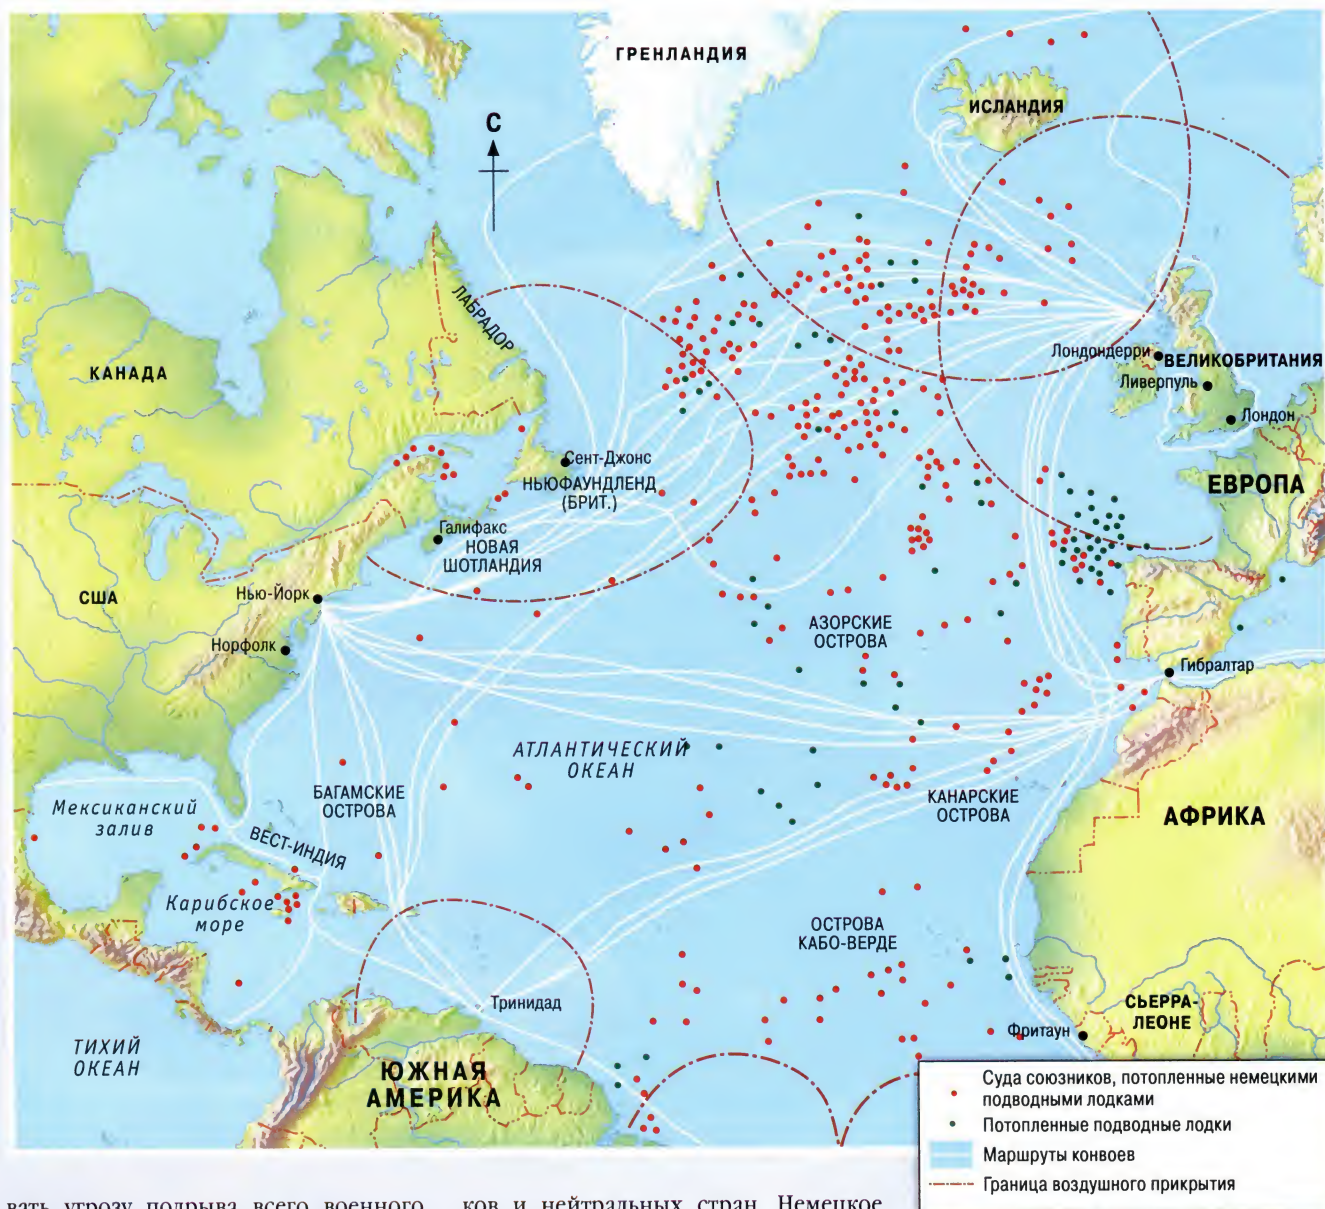 ГРЕНЛАНДИЯ
С
ИСЛАНДИЯ
ЛАБРАДОР
КАНАДА
Лондондерри
ВЕЛИКОБРИТАНИЯ
Ливерпуль
Лондон
Сент-Джонс
НЬЮФАУНДЛЕНД
(БРИТ.)
ЕВРОПА
Галифакс
НОВАЯ
ШОТЛАНДИЯ
США
Нью-Йорк
Норфолк
АЗОРСКИЕ
ОСТРОВА
Гибралтар
АТЛАНТИЧЕСКИЙ
ОКЕАН
Мексиканский
залив
БАГАМСКИЕ
ОСТРОВА
КАНАРСКИЕ
ОСТРОВА
АФРИКА
ВЕСТ-ИНДИЯ
Карибское
море
ОСТРОВА
КАБО-ВЕРДЕ
Тринидад
СЬЕРРА-
ЛЕОНЕ
Фритаун
ТИХИЙ
ОКЕАН
ЮЖНАЯ
АМЕРИКА
Суда союзников, потопленные немецкими
подводными лодками
Потопленные подводные лодки
Маршруты конвоев
Граница воздушного прикрытия
вать угрозу подрыва всего военного
ков и нейтральных стран. Немецкое